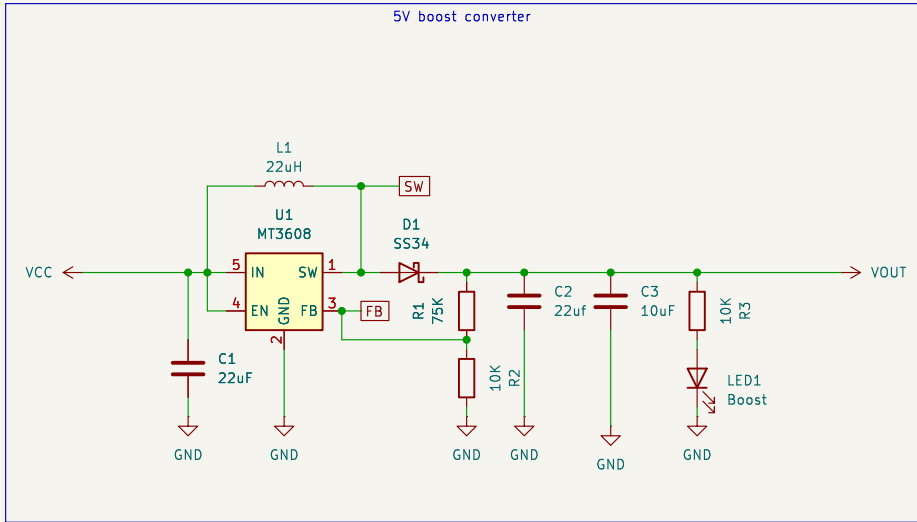 5V boost converter
L1
22uH
SW
U1
MT3608
D1
SS34
VCC
5 IN
SW 1
VOUT
4 EN
GND
FB 3
FB
2
R1
75K
C2
22uf
C3
10uF
10K
R3
C1
22uF
10K
R2
LED1
Boost
GND
GND
GND
GND
GND
GND